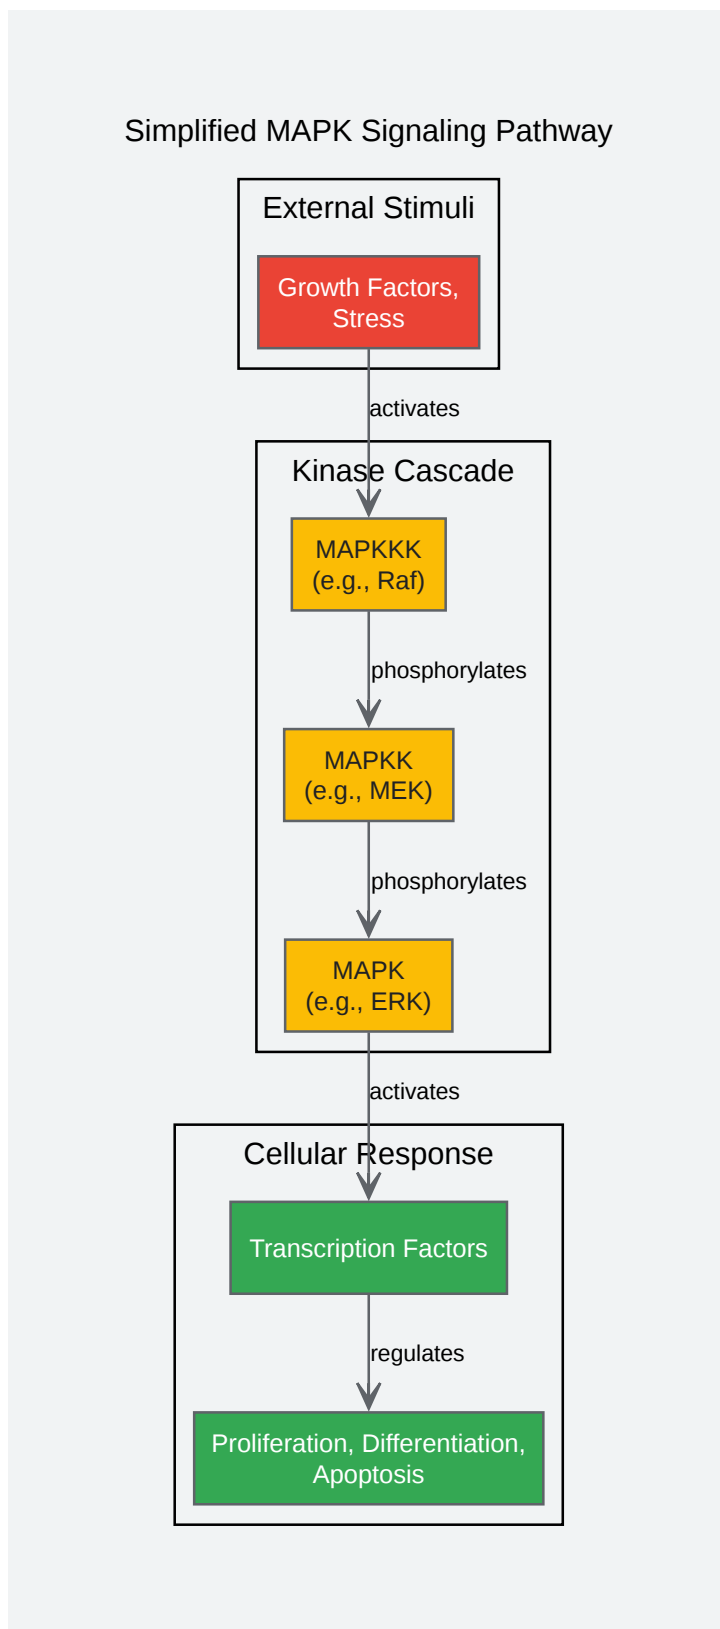 Simplified MAPK Signaling Pathway
External Stimuli
Growth Factors,
Stress
activates
Kinase Cascade
MAPKKK
(e.g., Raf)
phosphorylates
MAPKK
(e.g., MEK)
phosphorylates
MAPK
(e.g., ERK)
activates
Cellular Response
Transcription Factors
regulates
Proliferation, Differentiation,
Apoptosis